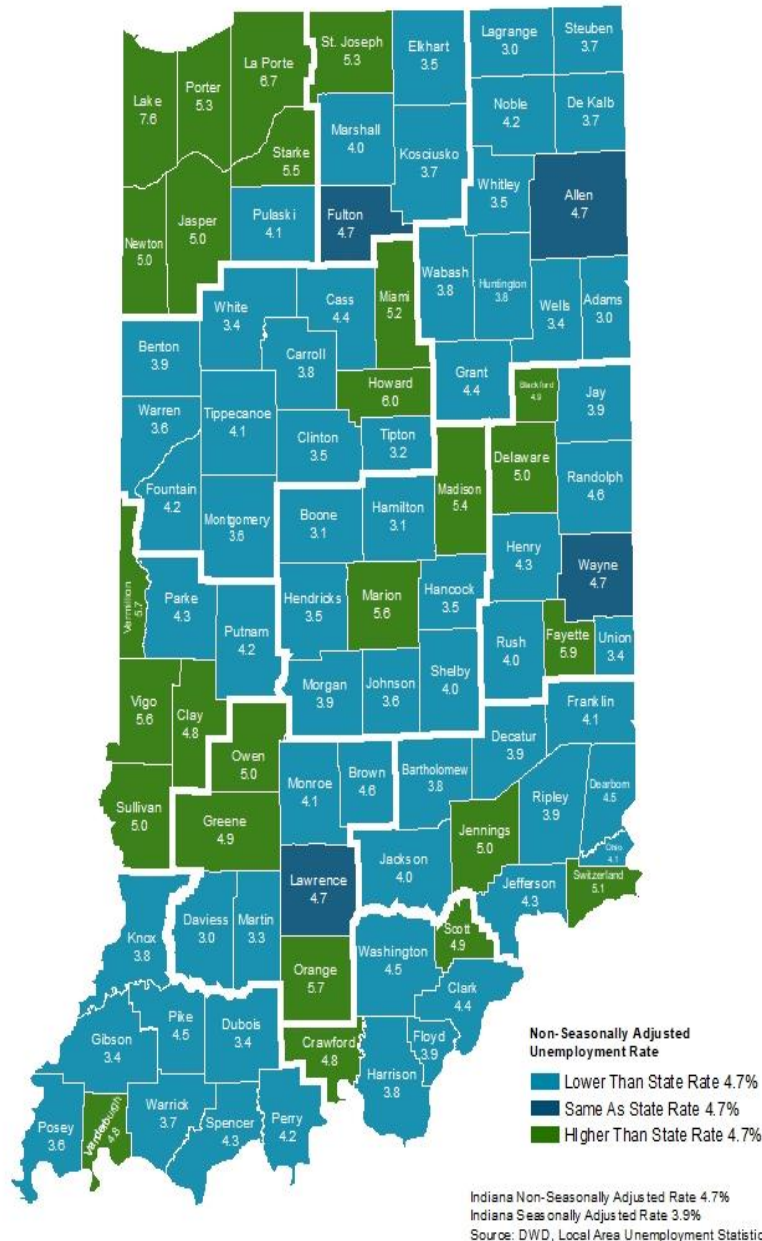 St. Joseph
5.3
Elkhart
3.5
Lagrange
3.0
Steuben
3.7
La Porte
6.7
Porter
5.3
Lake
7.6
Noble
4.2
De Kalb
3.7
Marshall
4.0
Kosciusko
3.7
Starke
5.5
Whitley
3.5
Allen
4.7
Newton
5.0
Jasper
5.0
Pulaski
4.1
Fulton
4.7
Wabash
3.8
Huntington
3.8
Wells
3.4
Adams
3.0
White
3.4
Cass
4.4
Miami
5.2
Benton
3.9
Carroll
3.8
Howard
6.0
Grant
4.4
Blackford
4.9
Jay
3.9
Warren
3.6
Tippecanoe
4.1
Clinton
3.5
Tipton
3.2
Madison
5.4
Delaware
5.0
Randolph
4.6
Fountain
4.2
Montgomery
3.6
Boone
3.1
Hamilton
3.1
Henry
4.3
Wayne
4.7
Vermillion
5.7
Parke
4.3
Putnam
4.2
Hendricks
3.5
Marion
5.6
Hancock
3.5
Rush
4.0
Fayette
5.9
Union
3.4
Vigo
5.6
Clay
4.8
Morgan
3.9
Johnson
3.6
Shelby
4.0
Franklin
4.1
Owen
5.0
Monroe
4.1
Brown
4.6
Bartholomew
3.8
Decatur
3.9
Ripley
3.9
Dearborn
4.5
Sullivan
5.0
Greene
4.9
Jennings
5.0
Ohio
4.1
Jackson
4.0
Jefferson
4.3
Switzerland
5.1
Lawrence
4.7
Knox
3.8
Daviess
3.0
Martin
3.3
Washington
4.5
Scott
4.9
Orange
5.7
Clark
4.4
Pike
4.5
Dubois
3.4
Gibson
3.4
Crawford
4.8
Floyd
3.9
Harrison
3.8
Posey
3.6
4.8
Warrick
3.7
Spencer
4.3
Perry
4.2
Non-Seasonally Adjusted
Unemployment Rate
Lower Than State Rate 4.7%
Same As State Rate 4.7%
Higher Than State Rate 4.7%
Indiana Non-Seasonally Adjusted Rate 4.7%
Indiana Seasonally Adjusted Rate 3.9%
Source: DWD, Local Area Unemployment Statistic